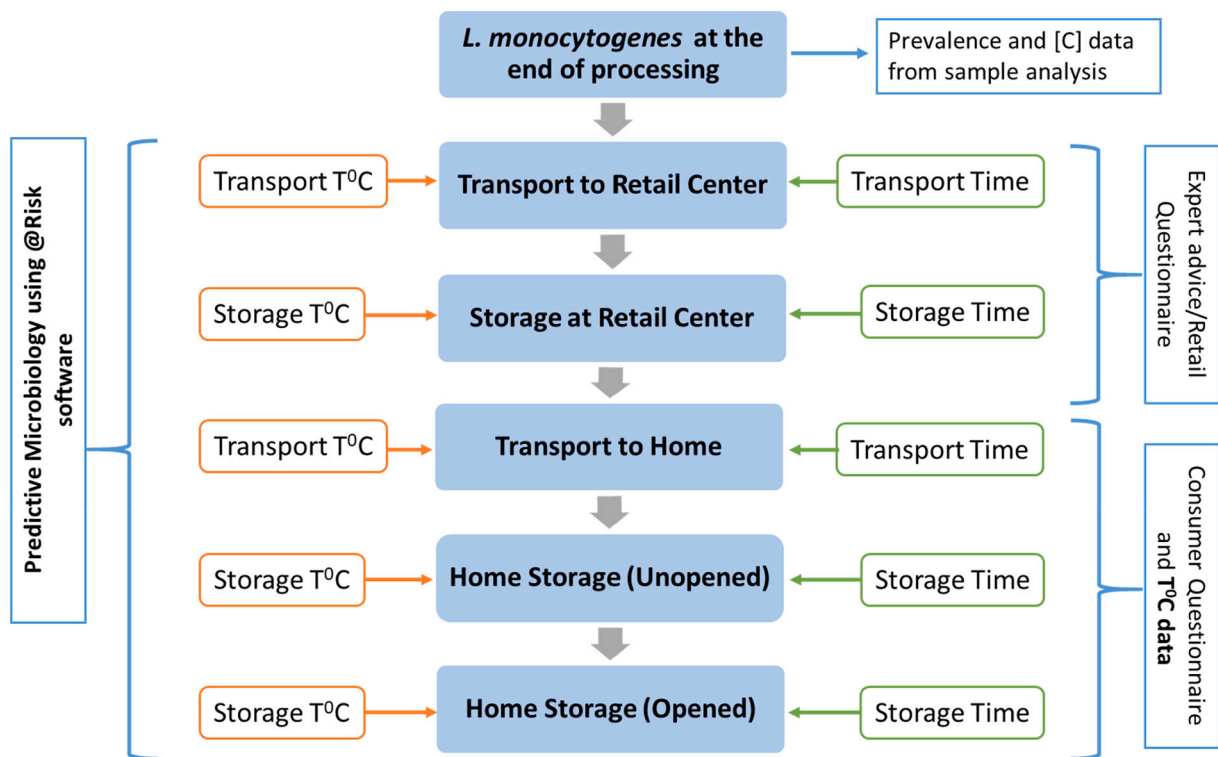 L. monocytogenes at the
end of processing
Prevalence and [C] data
from sample analysis
Predictive Microbiology using @Risk
software
Transport T⁰C
Transport to Retail Center
Transport Time
Storage T⁰C
Storage at Retail Center
Storage Time
Expert advice/Retail
Questionnaire
Transport T⁰C
Transport to Home
Transport Time
Storage T⁰C
Home Storage (Unopened)
Storage Time
Storage T⁰C
Home Storage (Opened)
Storage Time
Consumer Questionnaire
and T⁰C data